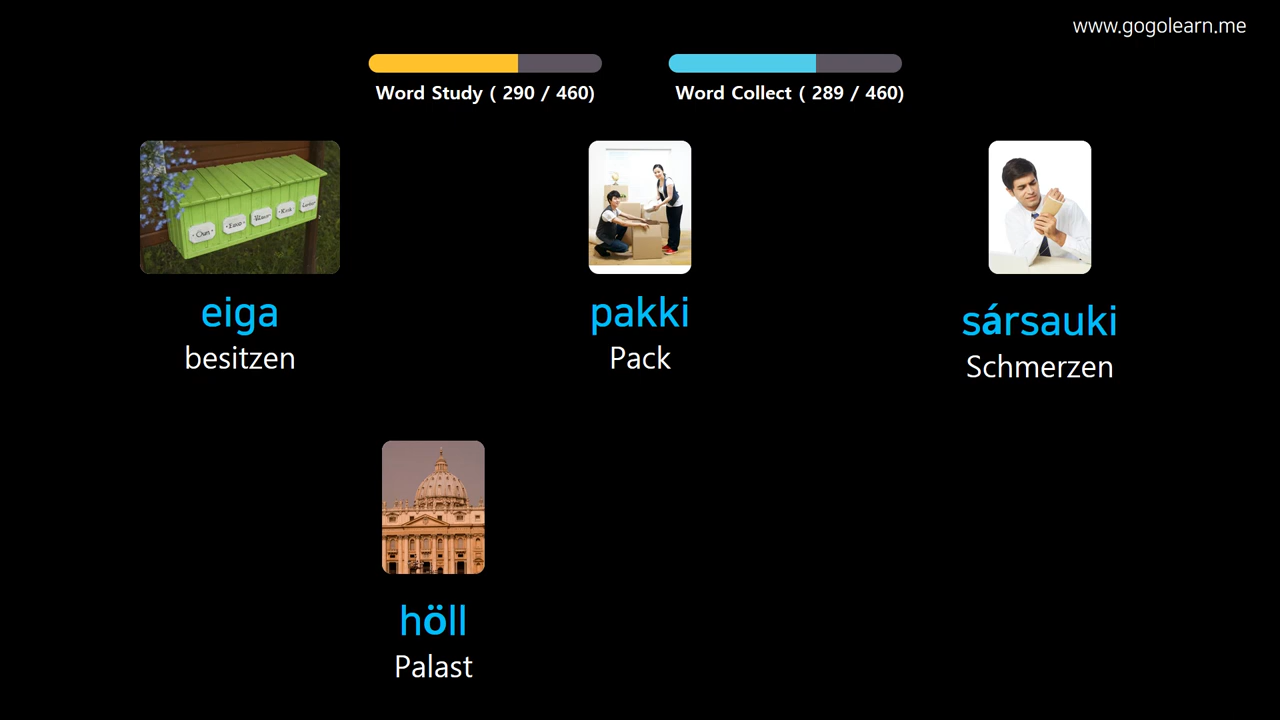 www.gogolearn.me
Word Study ( 290 / 460)
Word Collect ( 289 / 460)
eiga
besitzen
pakki
Pack
sársauki
Schmerzen
höll
Palast